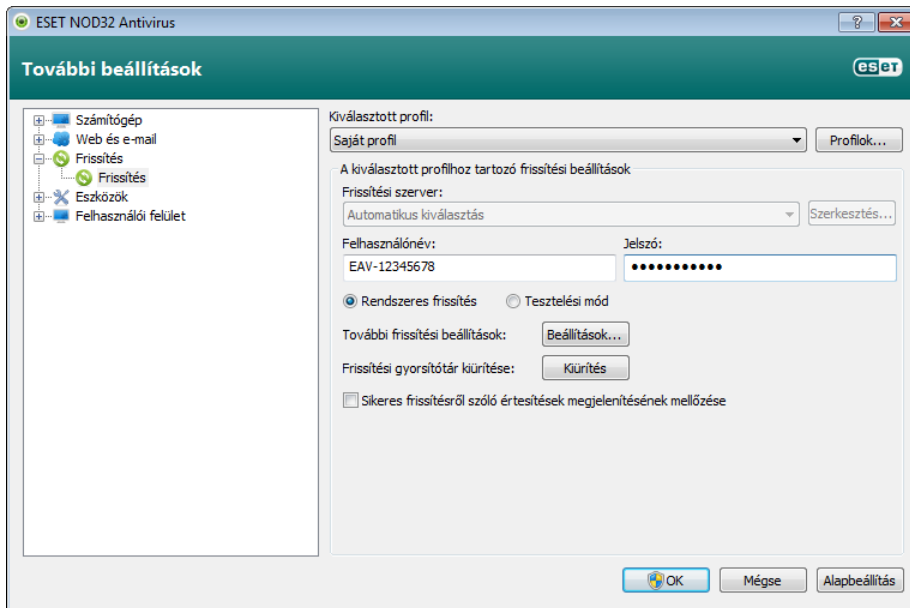 ESET NOD32 Antivirus
További beállítások
eseT
Számítógép
Web és e-mail
Frissítés
Frissítés
Eszközök
Felhasználói felület
Kiválasztott profil:
Saját profil
Profilok...
A kiválasztott profilhoz tartozó frissítési beállítások
Frissítési szerver:
Automatikus kiválasztás
Szerkesztés...
Felhasználónév: Jelszó:
EAV-12345678 •••••••••••
Rendszeres frissítés Tesztelési mód
További frissítési beállítások: Beállítások...
Frissítési gyorsítótár kiürítése: Kiürítés
Sikeres frissítésről szóló értesítések megjelenítésének mellőzése
OK Mégse Alapbeállítás